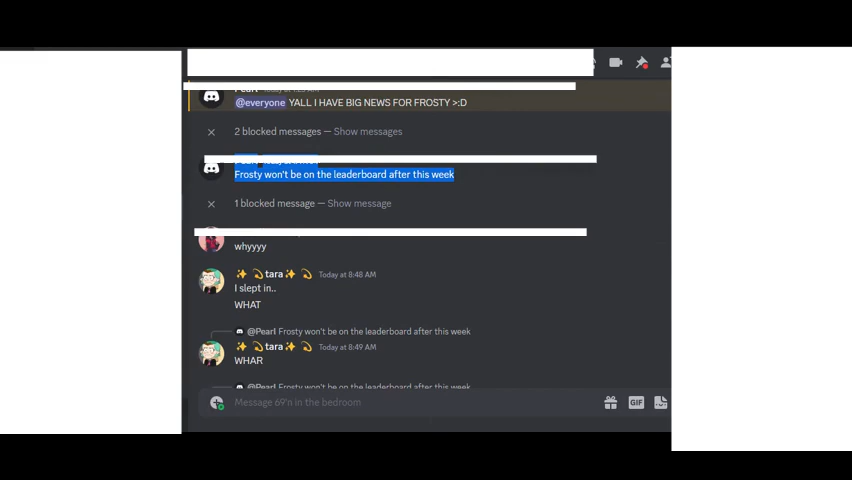 @everyone YALL I HAVE BIG NEWS FOR FROSTY >:D
2 blocked messages — Show messages
Frosty won't be on the leaderboard after this week
1 blocked message — Show message
whyyyy
✨ 💫tara✨ 💫 Today at 8:48 AM
I slept in..
WHAT
@Pearl Frosty won't be on the leaderboard after this week
✨ 💫tara✨ 💫 Today at 8:49 AM
WHAR
@Pearl Frosty won't be on the leaderboard after this week
Message 69'n in the bedroom
GIF